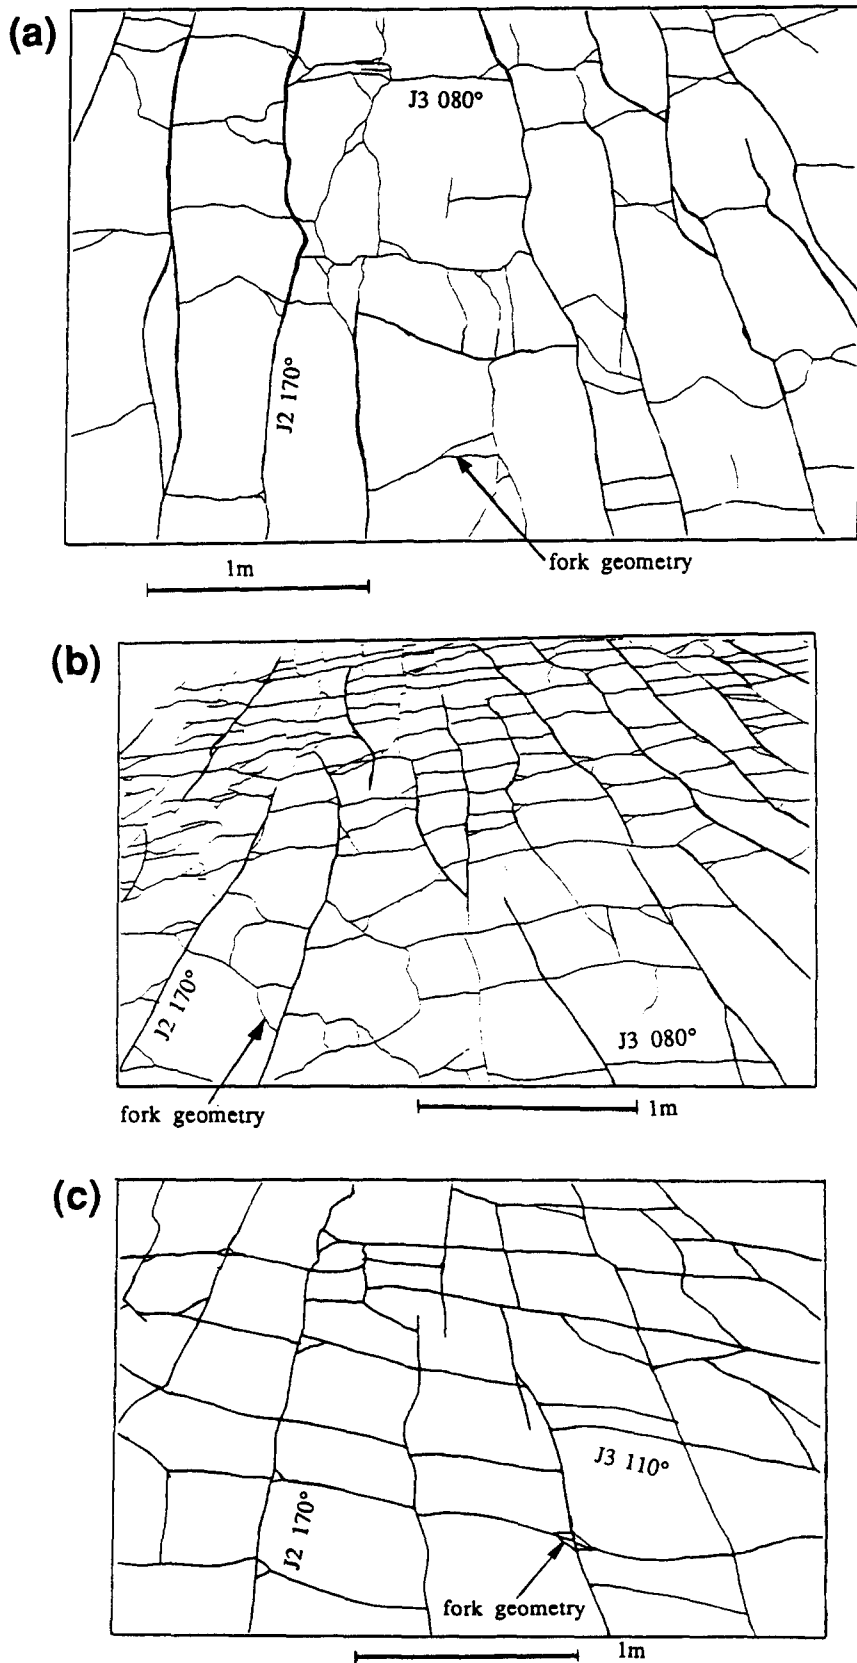 (a)
J3 080°
J2 170°
fork geometry
1m
(b)
J2 170°
J3 080°
fork geometry
1m
(c)
J3 110°
J2 170°
fork geometry
1m